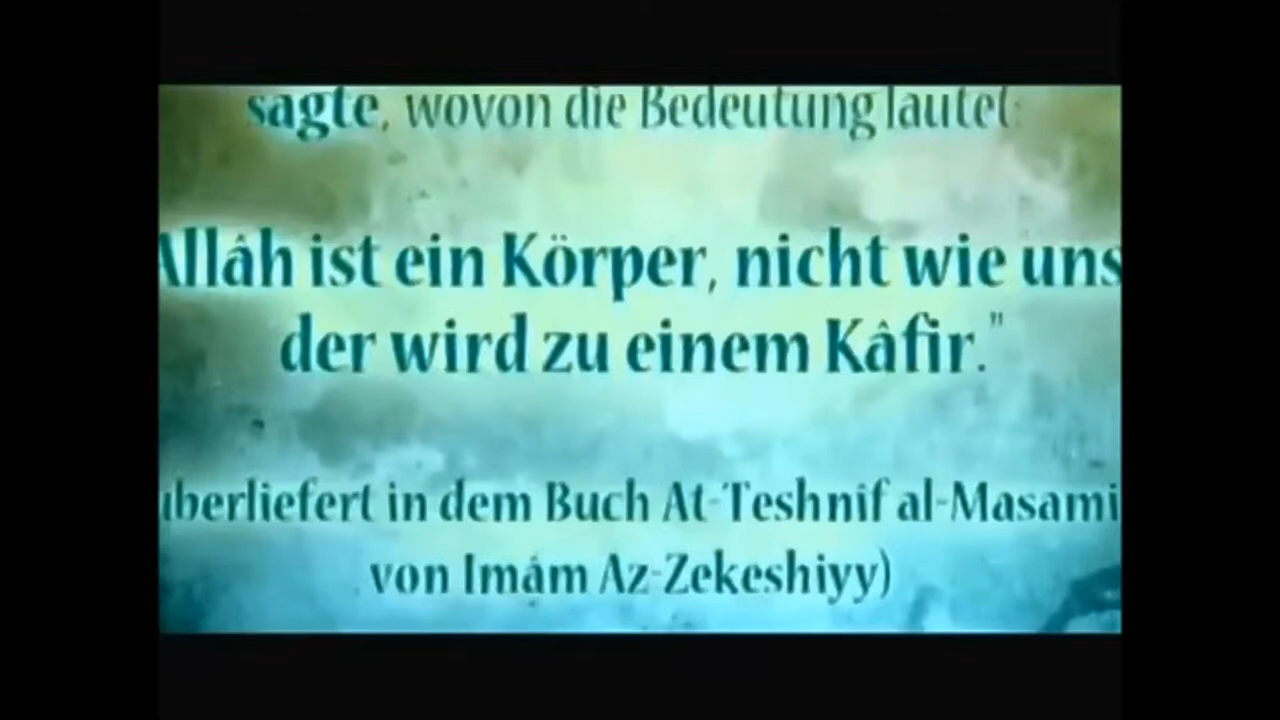 sagte, wovon die Bedeutung lautet:
Allâh ist ein Körper, nicht wie uns
der wird zu einem Kâfir."
überliefert in dem Buch At-Teshnîf al-Masami
von Imâm Az-Zekeshiyy)